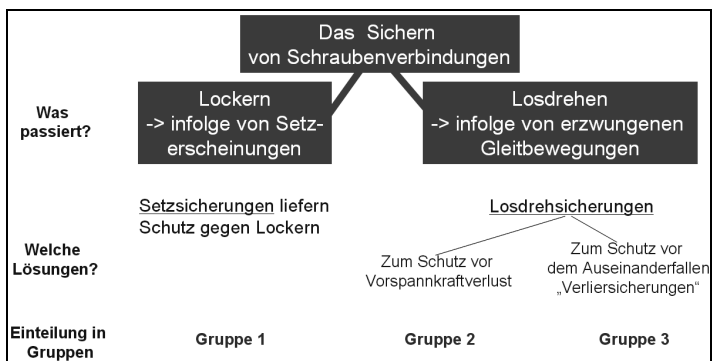 Das Sichern
von Schraubenverbindungen
Was
passiert?
Lockern
-> infolge von Setz-
erscheinungen
Losdrehen
-> infolge von erzwungenen
Gleitbewegungen
Welche
Lösungen?
Setzsicherungen liefern
Schutz gegen Lockern
Losdrehsicherungen
Zum Schutz vor
Vorspannkraftverlust
Zum Schutz vor
dem Auseinanderfallen
„Verliersicherungen“
Einteilung in
Gruppen
Gruppe 1
Gruppe 2
Gruppe 3